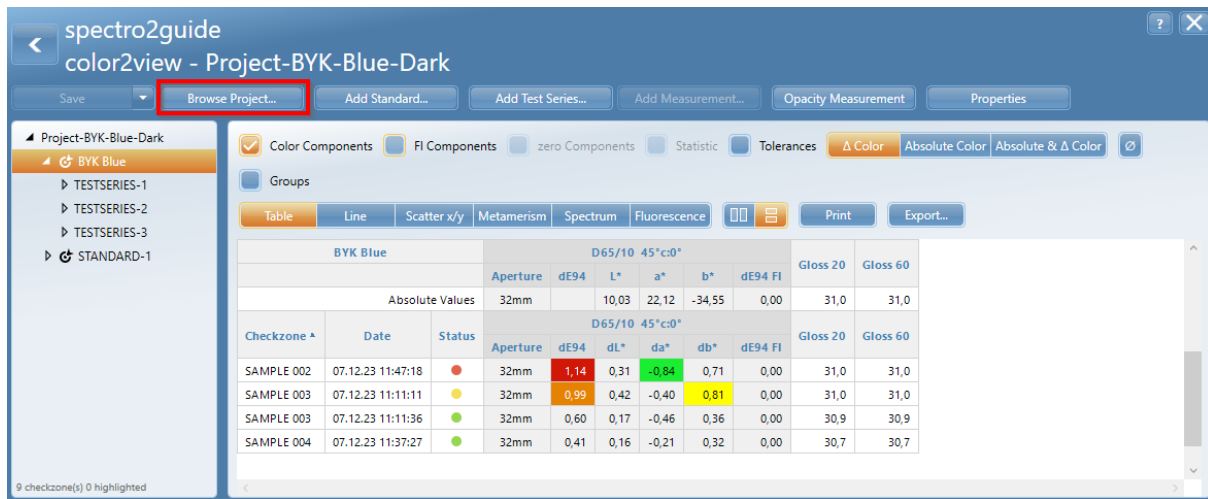 spectro2guide
color2view - Project-BYK-Blue-Dark
?
Save Browse Project... Add Standard... Add Test Series... Add Measurement... Opacity Measurement Properties
Project-BYK-Blue-Dark
BYK Blue
TESTSERIES-1
TESTSERIES-2
TESTSERIES-3
STANDARD-1
9 checkzone(s) 0 highlighted
Color Components FI Components zero Components Statistic Tolerances Δ Color Absolute Color Absolute & Δ Color Ø
Groups
Table Line Scatter x/y Metamerism Spectrum Fluorescence Print Export...
BYK Blue D65/10 45°c:0° Gloss 20 Gloss 60
Aperture dE94 L* a* b* dE94 FI
Absolute Values 32mm 10,03 22,12 -34,55 0,00 31,0 31,0
Checkzone Date Status D65/10 45°c:0° Gloss 20 Gloss 60
Aperture dE94 dL* da* db* dE94 FI
SAMPLE 002 07.12.23 11:47:18 32mm 1,14 0,31 -0,84 0,71 0,00 31,0 31,0
SAMPLE 003 07.12.23 11:11:11 32mm 0,99 0,42 -0,40 0,81 0,00 31,0 31,0
SAMPLE 003 07.12.23 11:11:36 32mm 0,60 0,17 -0,46 0,36 0,00 30,9 30,9
SAMPLE 004 07.12.23 11:37:27 32mm 0,41 0,16 -0,21 0,32 0,00 30,7 30,7